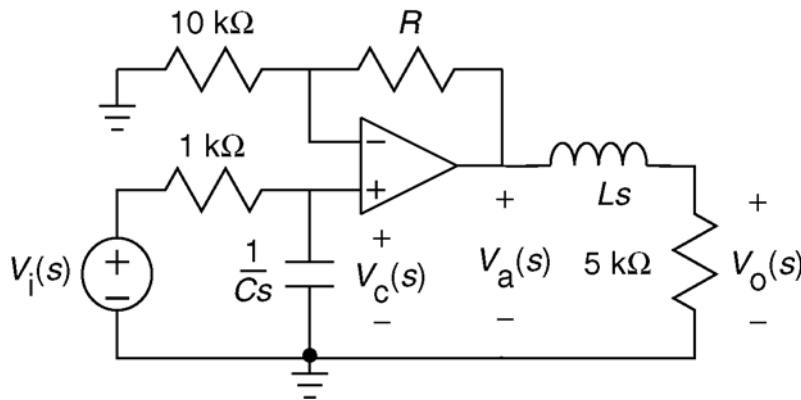 10 kΩ
R
1 kΩ
−
+
Ls
Vi(s)
+
−
1
Cs
+
Vc(s)
−
+
Va(s)
−
5 kΩ
+
Vo(s)
−